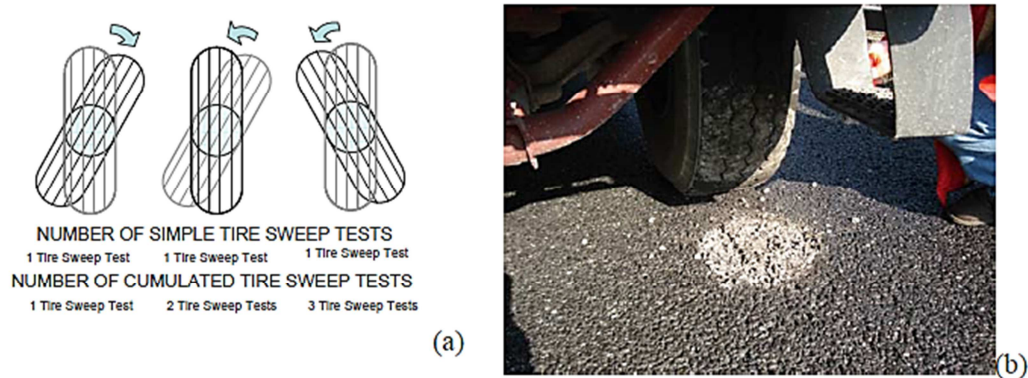 NUMBER OF SIMPLE TIRE SWEEP TESTS
1 Tire Sweep Test 1 Tire Sweep Test 1 Tire Sweep Test
NUMBER OF CUMULATED TIRE SWEEP TESTS
1 Tire Sweep Test 2 Tire Sweep Tests 3 Tire Sweep Tests
(a)
(b)